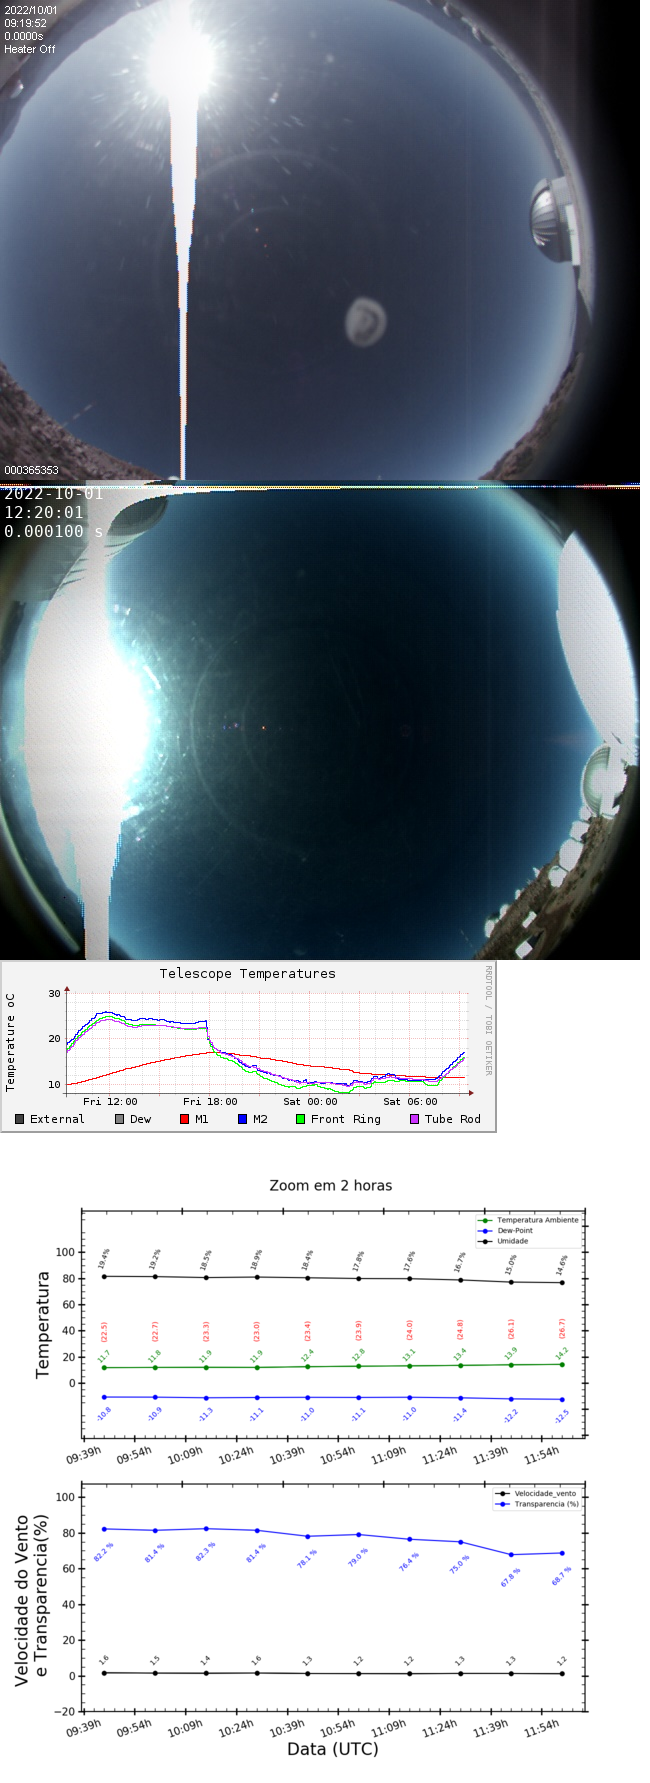 2022/10/01
09:19:52
0.0000s
Heater Off
000365353
2022-10-01
12:20:01
0.000100 s
Telescope Temperatures
Temperature oC
30
20
10
Fri 12:00 Fri 18:00 Sat 00:00 Sat 06:00
External Dew M1 M2 Front Ring Tube Rod
RRDTOOL / TOBI OETIKER
Zoom em 2 horas
Temperatura
Temperatura Ambiente
Dew-Point
Umidade
100
80
60
40
20
0
19.4% 19.2% 18.5% 18.9% 18.4% 17.8% 17.6% 16.7% 15.0% 14.6%
(22.5) (22.7) (23.3) (23.0) (23.4) (23.9) (24.0) (24.8) (26.1) (26.7)
11.7 11.8 11.9 11.9 12.4 12.8 13.1 13.4 13.9 14.2
-10.8 -10.9 -11.3 -11.1 -11.0 -11.1 -11.0 -11.4 -12.2 -12.5
09:39h 09:54h 10:09h 10:24h 10:39h 10:54h 11:09h 11:24h 11:39h 11:54h
Velocidade do Vento
e Transparencia(%)
Velocidade_vento
Transparencia (%)
100
80
60
40
20
0
−20
82.2 % 81.4 % 82.3 % 81.4 % 78.1 % 79.0 % 76.4 % 75.0 % 67.8 % 68.7 %
1.6 1.5 1.4 1.6 1.3 1.2 1.2 1.3 1.3 1.2
09:39h 09:54h 10:09h 10:24h 10:39h 10:54h 11:09h 11:24h 11:39h 11:54h
Data (UTC)